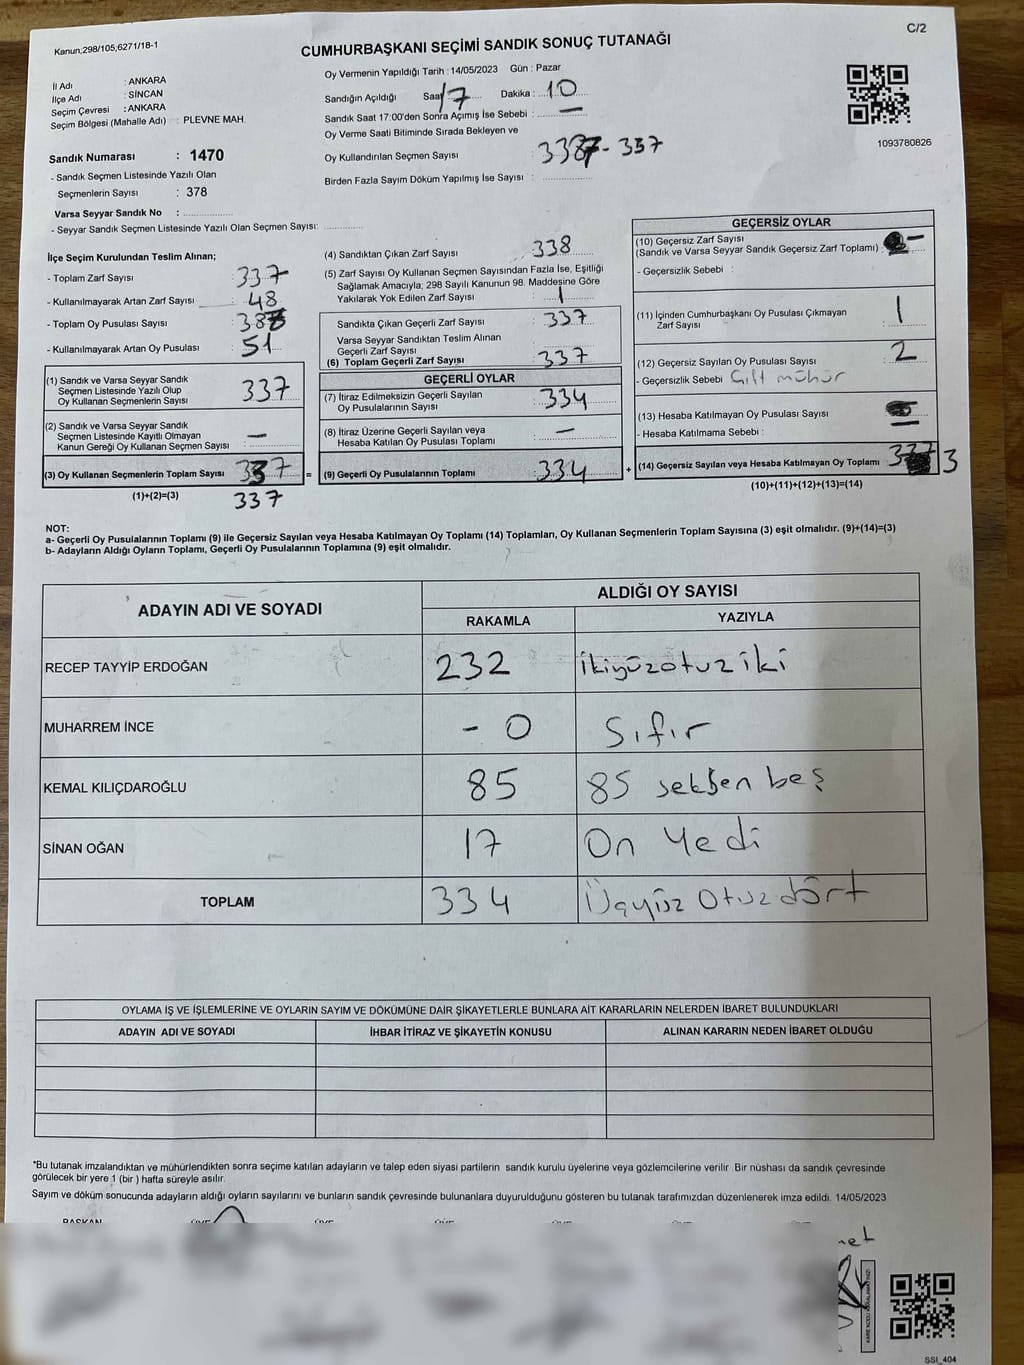 Kanun;298/105;6271/18-1
C/2
CUMHURBAŞKANI SEÇİMİ SANDIK SONUÇ TUTANAĞI
İl Adı : ANKARA
İlçe Adı : SİNCAN
Seçim Çevresi : ANKARA
Seçim Bölgesi (Mahalle Adı) : PLEVNE MAH.
Oy Vermenin Yapıldığı Tarih : 14/05/2023 Gün : Pazar
Sandığın Açıldığı Saat 17 Dakika : 10
Sandık Saat 17:00'den Sonra Açımış İse Sebebi : —
Oy Verme Saati Bitiminde Sırada Bekleyen ve
Oy Kullandırılan Seçmen Sayısı : 337 - 337
Birden Fazla Sayım Döküm Yapılmış İse Sayısı :
1093780826
Sandık Numarası : 1470
- Sandık Seçmen Listesinde Yazılı Olan
Seçmenlerin Sayısı : 378
Varsa Seyyar Sandık No :
- Seyyar Sandık Seçmen Listesinde Yazılı Olan Seçmen Sayısı:
İlçe Seçim Kurulundan Teslim Alınan;
- Toplam Zarf Sayısı : 337
- Kullanılmayarak Artan Zarf Sayısı : 48
- Toplam Oy Pusulası Sayısı :
- Kullanılmayarak Artan Oy Pusulası : 51
(1) Sandık ve Varsa Seyyar Sandık
Seçmen Listesinde Yazılı Olup
Oy Kullanan Seçmenlerin Sayısı : 337
(2) Sandık ve Varsa Seyyar Sandık
Seçmen Listesinde Kayıtlı Olmayan
Kanun Gereği Oy Kullanan Seçmen Sayısı : —
(3) Oy Kullanan Seçmenlerin Toplam Sayısı : 337 =
(1)+(2)=(3)
337
(4) Sandıktan Çıkan Zarf Sayısı : 338
(5) Zarf Sayısı Oy Kullanan Seçmen Sayısından Fazla İse, Eşitliği
Sağlamak Amacıyla; 298 Sayılı Kanunun 98. Maddesine Göre
Yakılarak Yok Edilen Zarf Sayısı : 1
Sandıkta Çıkan Geçerli Zarf Sayısı : 337
Varsa Seyyar Sandıktan Teslim Alınan
Geçerli Zarf Sayısı
(6) Toplam Geçerli Zarf Sayısı : 337
GEÇERLİ OYLAR
(7) İtiraz Edilmeksizin Geçerli Sayılan
Oy Pusulalarının Sayısı : 334
(8) İtiraz Üzerine Geçerli Sayılan veya
Hesaba Katılan Oy Pusulası Toplamı : —
(9) Geçerli Oy Pusulalarının Toplamı : 334 +
GEÇERSİZ OYLAR
(10) Geçersiz Zarf Sayısı
(Sandık ve Varsa Seyyar Sandık Geçersiz Zarf Toplamı) : —
- Geçersizlik Sebebi :
(11) İçinden Cumhurbaşkanı Oy Pusulası Çıkmayan
Zarf Sayısı : 1
(12) Geçersiz Sayılan Oy Pusulası Sayısı : 2
- Geçersizlik Sebebi Çift mühür
(13) Hesaba Katılmayan Oy Pusulası Sayısı : —
- Hesaba Katılmama Sebebi :
(14) Geçersiz Sayılan veya Hesaba Katılmayan Oy Toplamı : 3
(10)+(11)+(12)+(13)=(14)
NOT:
a- Geçerli Oy Pusulalarının Toplamı (9) ile Geçersiz Sayılan veya Hesaba Katılmayan Oy Toplamı (14) Toplamları, Oy Kullanan Seçmenlerin Toplam Sayısına (3) eşit olmalıdır. (9)+(14)=(3)
b- Adayların Aldığı Oyların Toplamı, Geçerli Oy Pusulalarının Toplamına (9) eşit olmalıdır.
ADAYIN ADI VE SOYADI
ALDIĞI OY SAYISI
RAKAMLA YAZIYLA
RECEP TAYYİP ERDOĞAN 232 ikiyüzotuziki
MUHARREM İNCE - 0 Sıfır
KEMAL KILIÇDAROĞLU 85 85 seksen beş
SİNAN OĞAN 17 On Yedi
TOPLAM 334 Üçyüz Otuzdört
OYLAMA İŞ VE İŞLEMLERİNE VE OYLARIN SAYIM VE DÖKÜMÜNE DAİR ŞİKAYETLERLE BUNLARA AİT KARARLARIN NELERDEN İBARET BULUNDUKLARI
ADAYIN ADI VE SOYADI İHBAR İTİRAZ VE ŞİKAYETİN KONUSU ALINAN KARARIN NEDEN İBARET OLDUĞU
*Bu tutanak imzalandıktan ve mühürlendikten sonra seçime katılan adayların ve talep eden siyasi partilerin sandık kurulu üyelerine veya gözlemcilerine verilir. Bir nüshası da sandık çevresinde
görülecek bir yere 1 (bir ) hafta süreyle asılır.
Sayım ve döküm sonucunda adayların aldığı oyların sayılarını ve bunların sandık çevresinde bulunanlara duyurulduğunu gösteren bu tutanak tarafımızdan düzenlenerek imza edildi. 14/05/2023
BAŞKAN ÜYE ÜYE ÜYE ÜYE ÜYE ÜYE
SSI_404